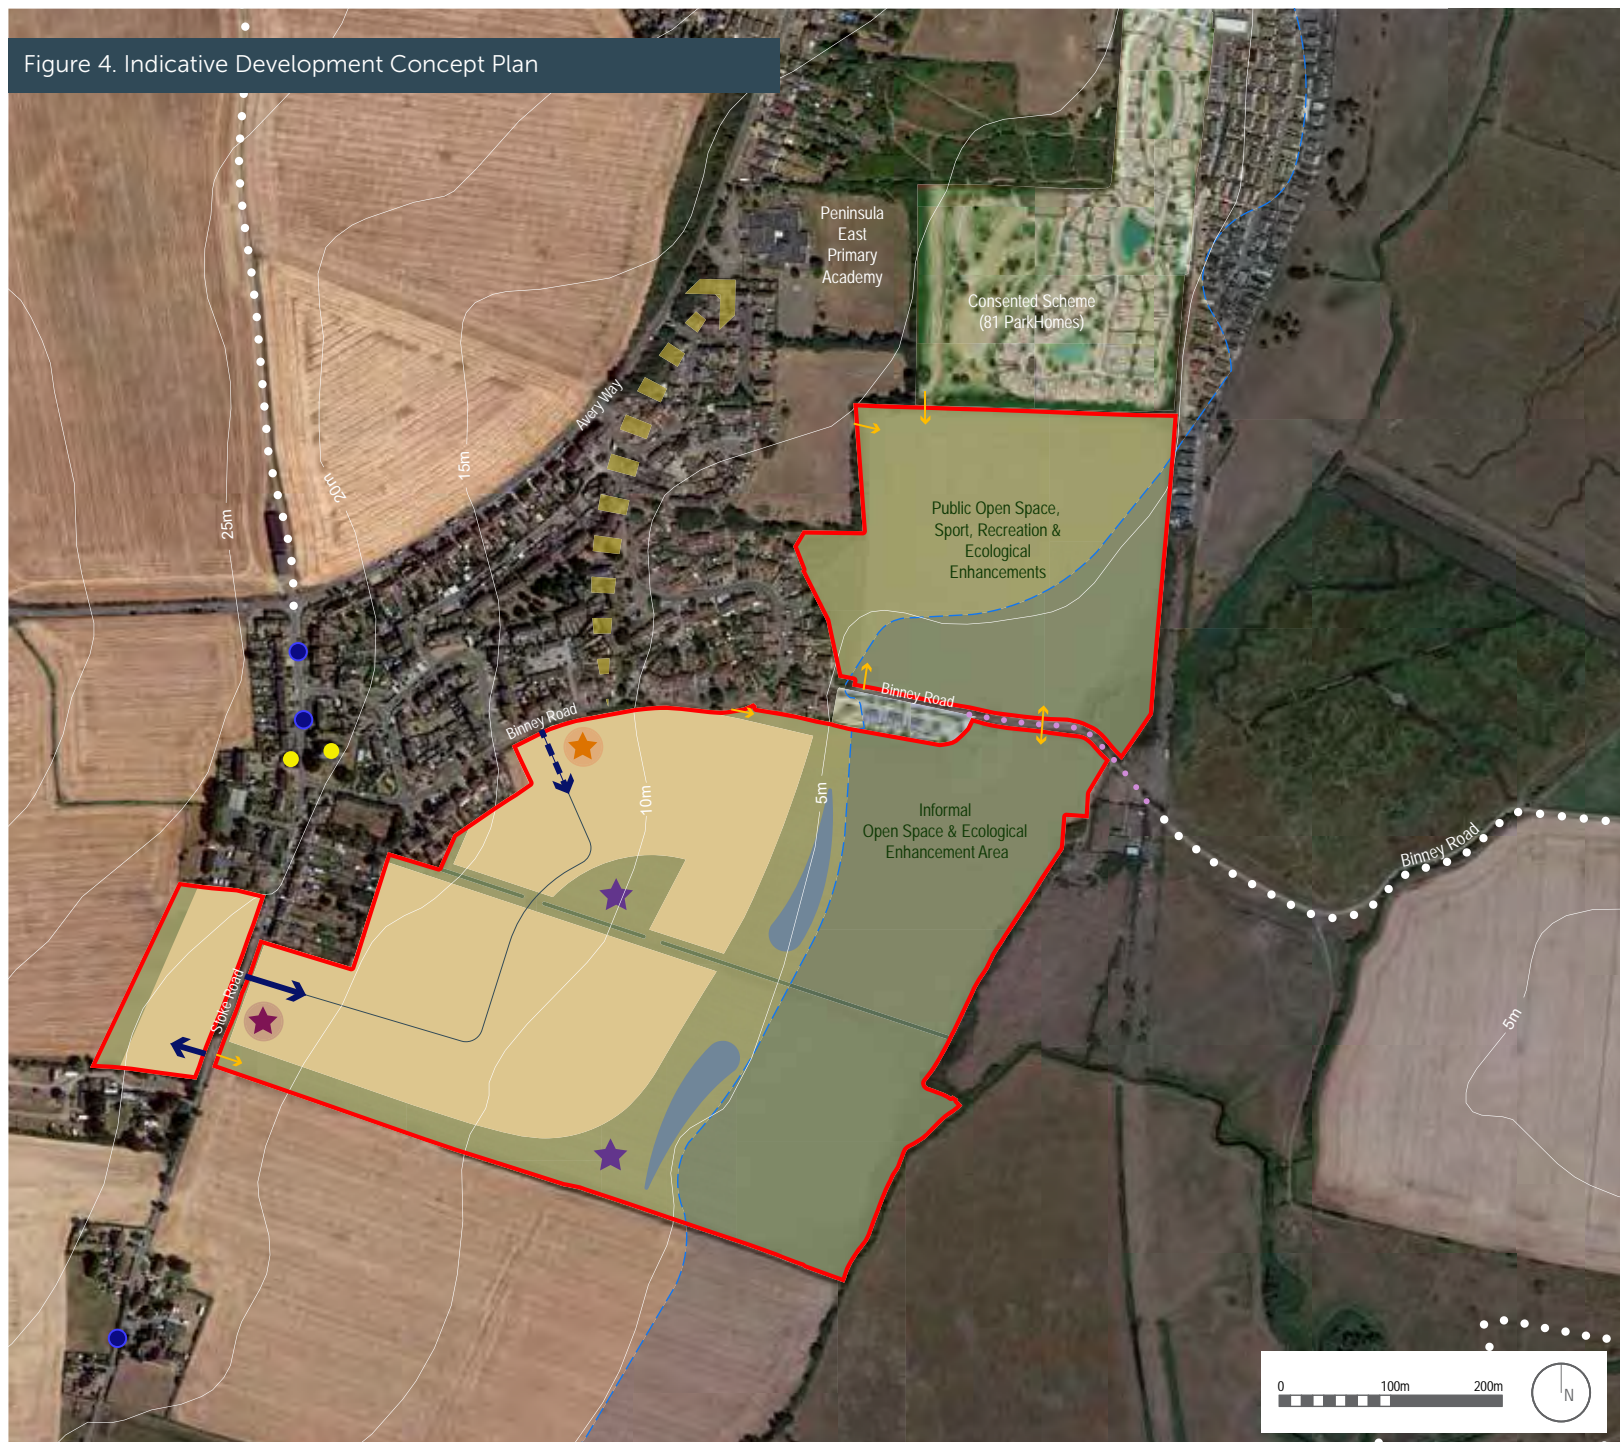 Figure 4. Indicative Development Concept Plan
Peninsula
East
Primary
Academy
Consented Scheme
(81 ParkHomes)
Avery Way
15m
20m
25m
Public Open Space,
Sport, Recreation &
Ecological
Enhancements
Binney Road
Binney Road
10m
5m
Informal
Open Space & Ecological
Enhancement Area
Binney Road
Stoke Road
5m
0
100m
200m
N